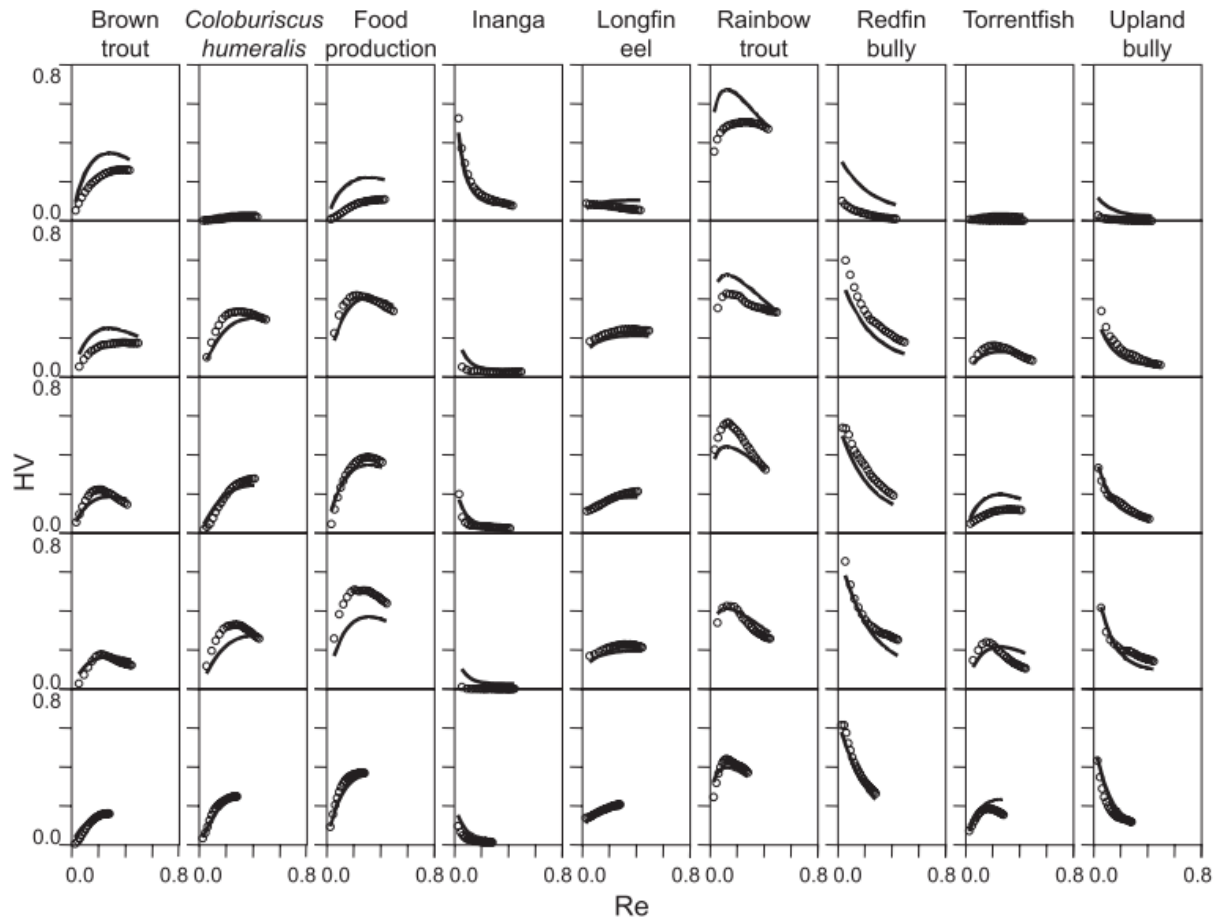 Brown trout
Coloburiscus humeralis
Food production
Inanga
Longfin eel
Rainbow trout
Redfin bully
Torrentfish
Upland bully
0.8
0.0
0.8
0.0
0.8
HV
0.0
0.8
0.0
0.8
0.0
0.0 0.8 0.0 0.8 0.0 0.8 0.0 0.8 0.0 0.8 0.0 0.8 0.0 0.8 0.0 0.8 0.0 0.8
Re